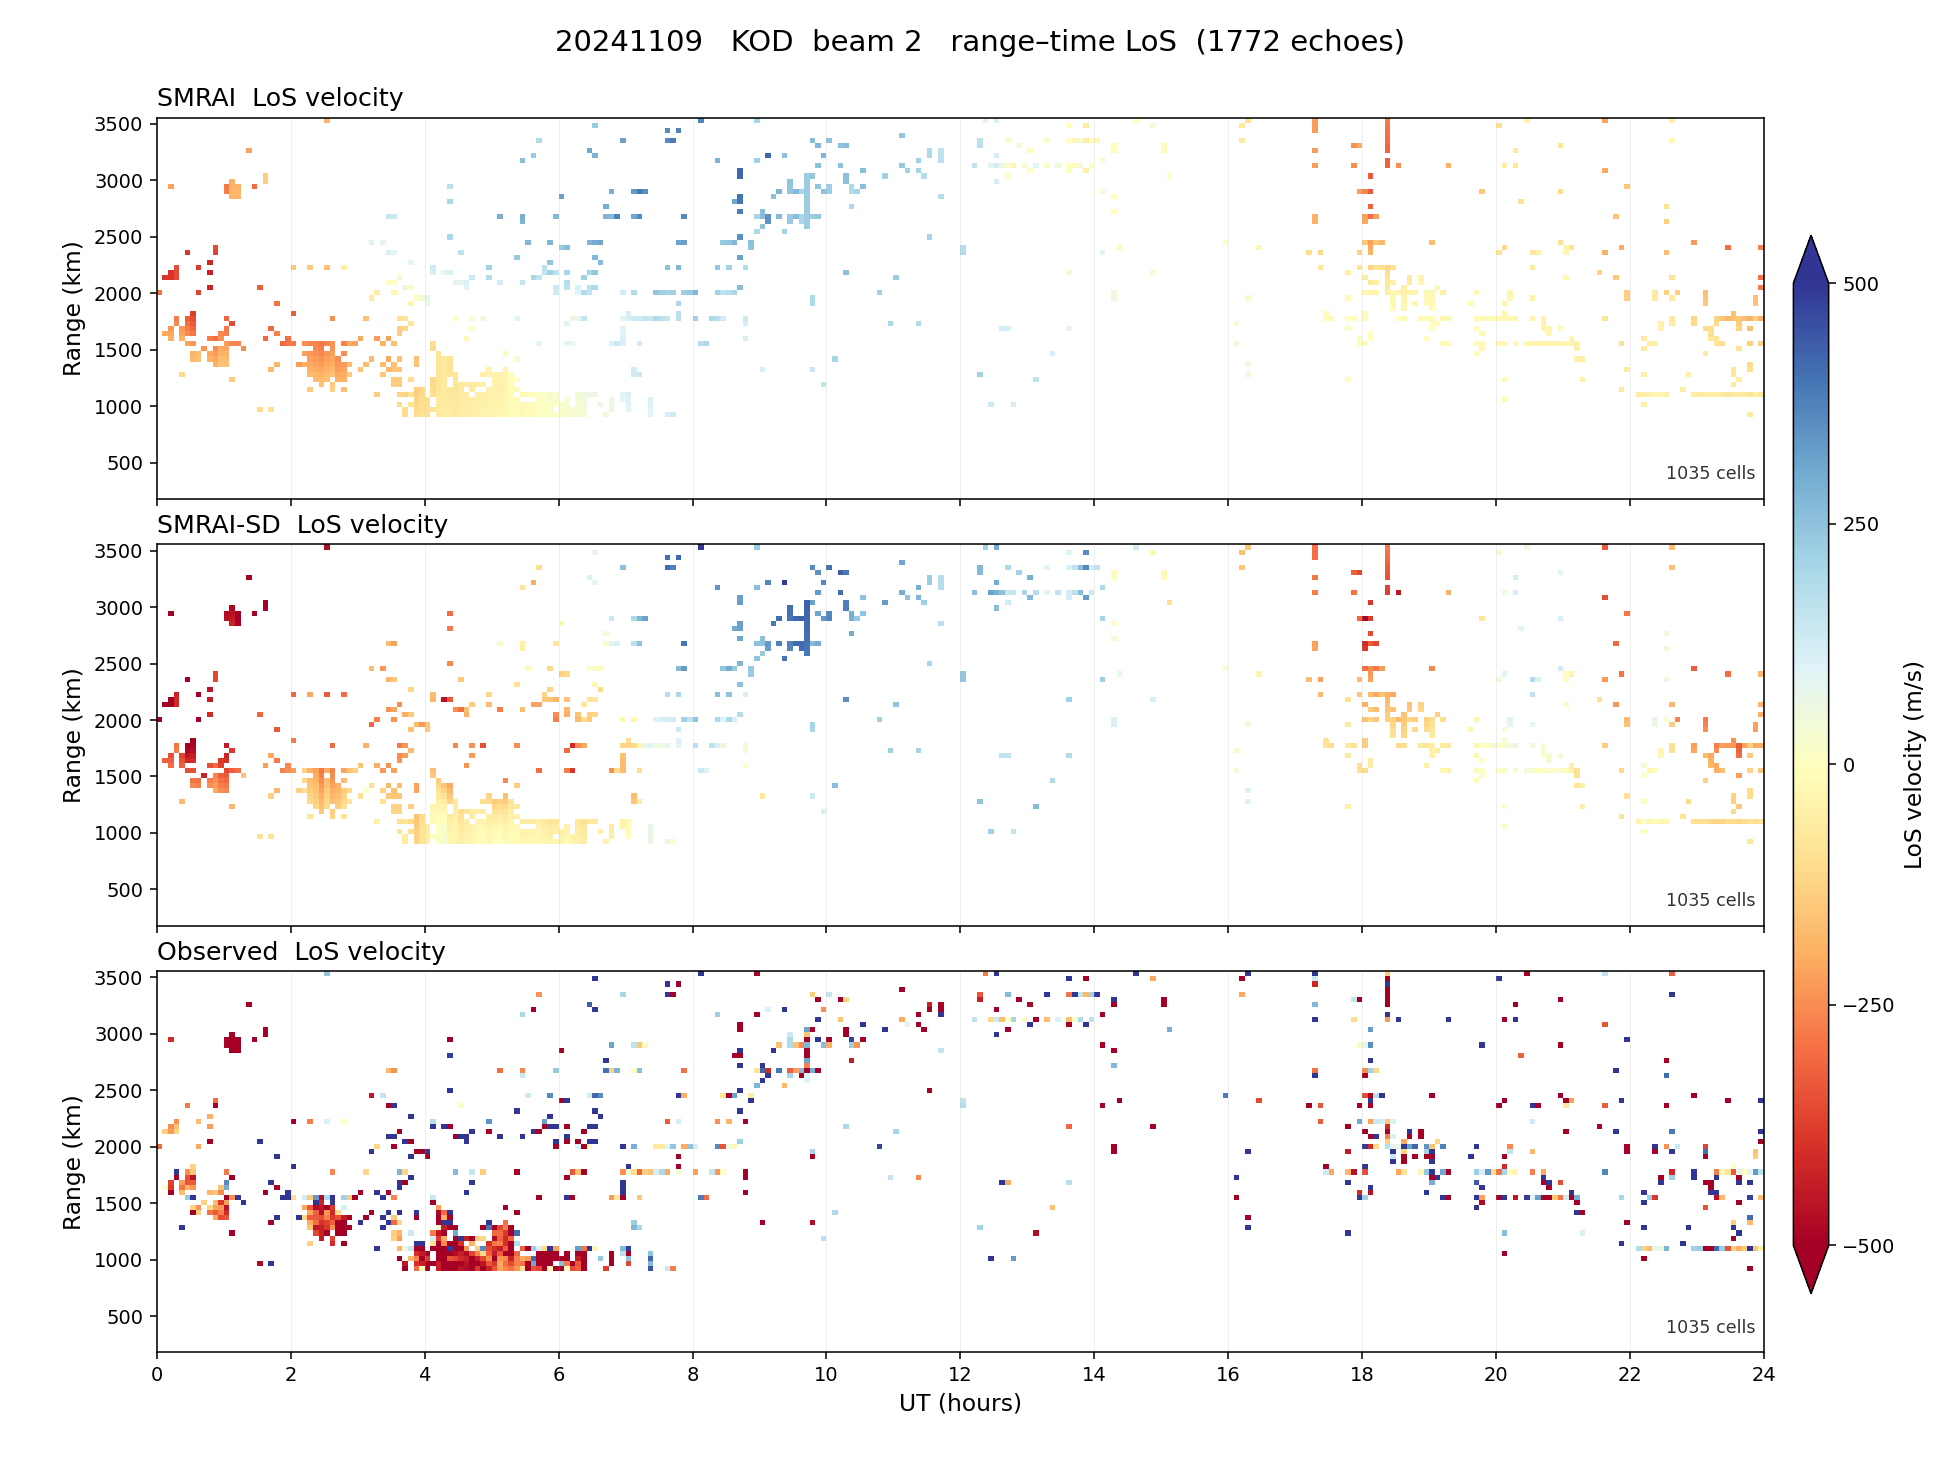 20241109   KOD  beam 2   range–time LoS  (1772 echoes)
SMRAI  LoS velocity
3500
3000
2500
2000
1500
1000
500
Range (km)
1035 cells
SMRAI-SD  LoS velocity
3500
3000
2500
2000
1500
1000
500
Range (km)
1035 cells
Observed  LoS velocity
3500
3000
2500
2000
1500
1000
500
Range (km)
1035 cells
0 2 4 6 8 10 12 14 16 18 20 22 24
UT (hours)
500
250
0
−250
−500
LoS velocity (m/s)